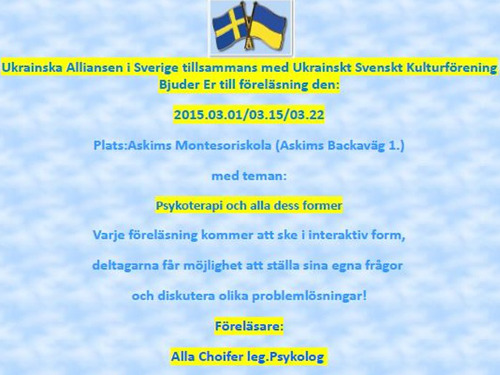 Ukrainska Alliansen i Sverige tillsammans med Ukrainskt Svenskt Kulturförening
Bjuder Er till föreläsning den:
2015.03.01/03.15/03.22
Plats:Askims Montesoriskola (Askims Backaväg 1.)
med teman:
Psykoterapi och alla dess former
Varje föreläsning kommer att ske i interaktiv form,
deltagarna får möjlighet att ställa sina egna frågor
och diskutera olika problemlösningar!
Föreläsare:
Alla Choifer leg.Psykolog